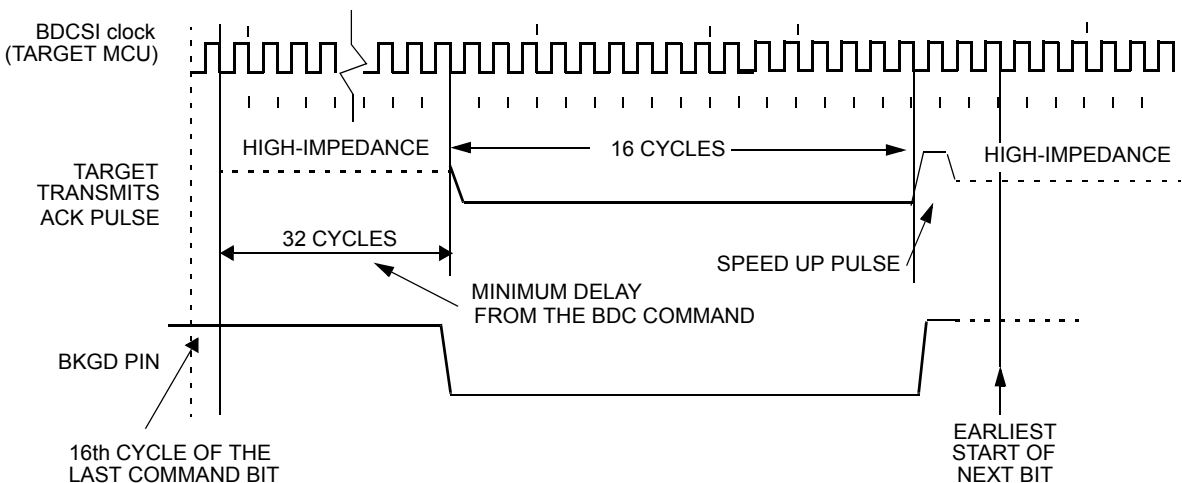 BDCSI clock
(TARGET MCU)
HIGH-IMPEDANCE
16 CYCLES
HIGH-IMPEDANCE
TARGET
TRANSMITS
ACK PULSE
32 CYCLES
SPEED UP PULSE
MINIMUM DELAY
FROM THE BDC COMMAND
BKGD PIN
16th CYCLE OF THE
LAST COMMAND BIT
EARLIEST
START OF
NEXT BIT